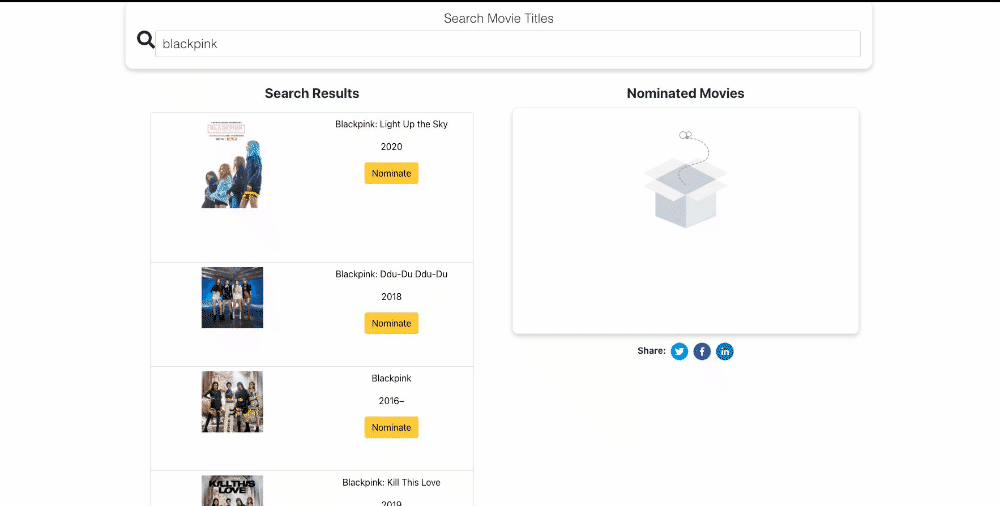 Search Movie Titles
blackpink
Search Results
Blackpink: Light Up the Sky
2020
Nominate
Blackpink: Ddu-Du Ddu-Du
2018
Nominate
Blackpink
2016–
Nominate
KILL THIS
LOVE
Blackpink: Kill This Love
2019
Nominated Movies
Share: